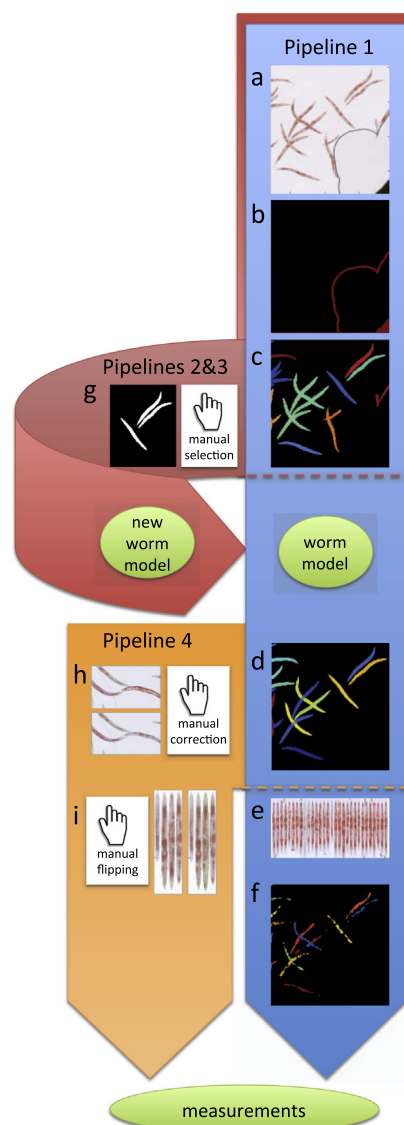 Pipeline 1
a
b
c
Pipelines 2&3
g
manual
selection
new
worm
model
worm
model
Pipeline 4
h
manual
correction
d
i
manual
flipping
e
f
measurements